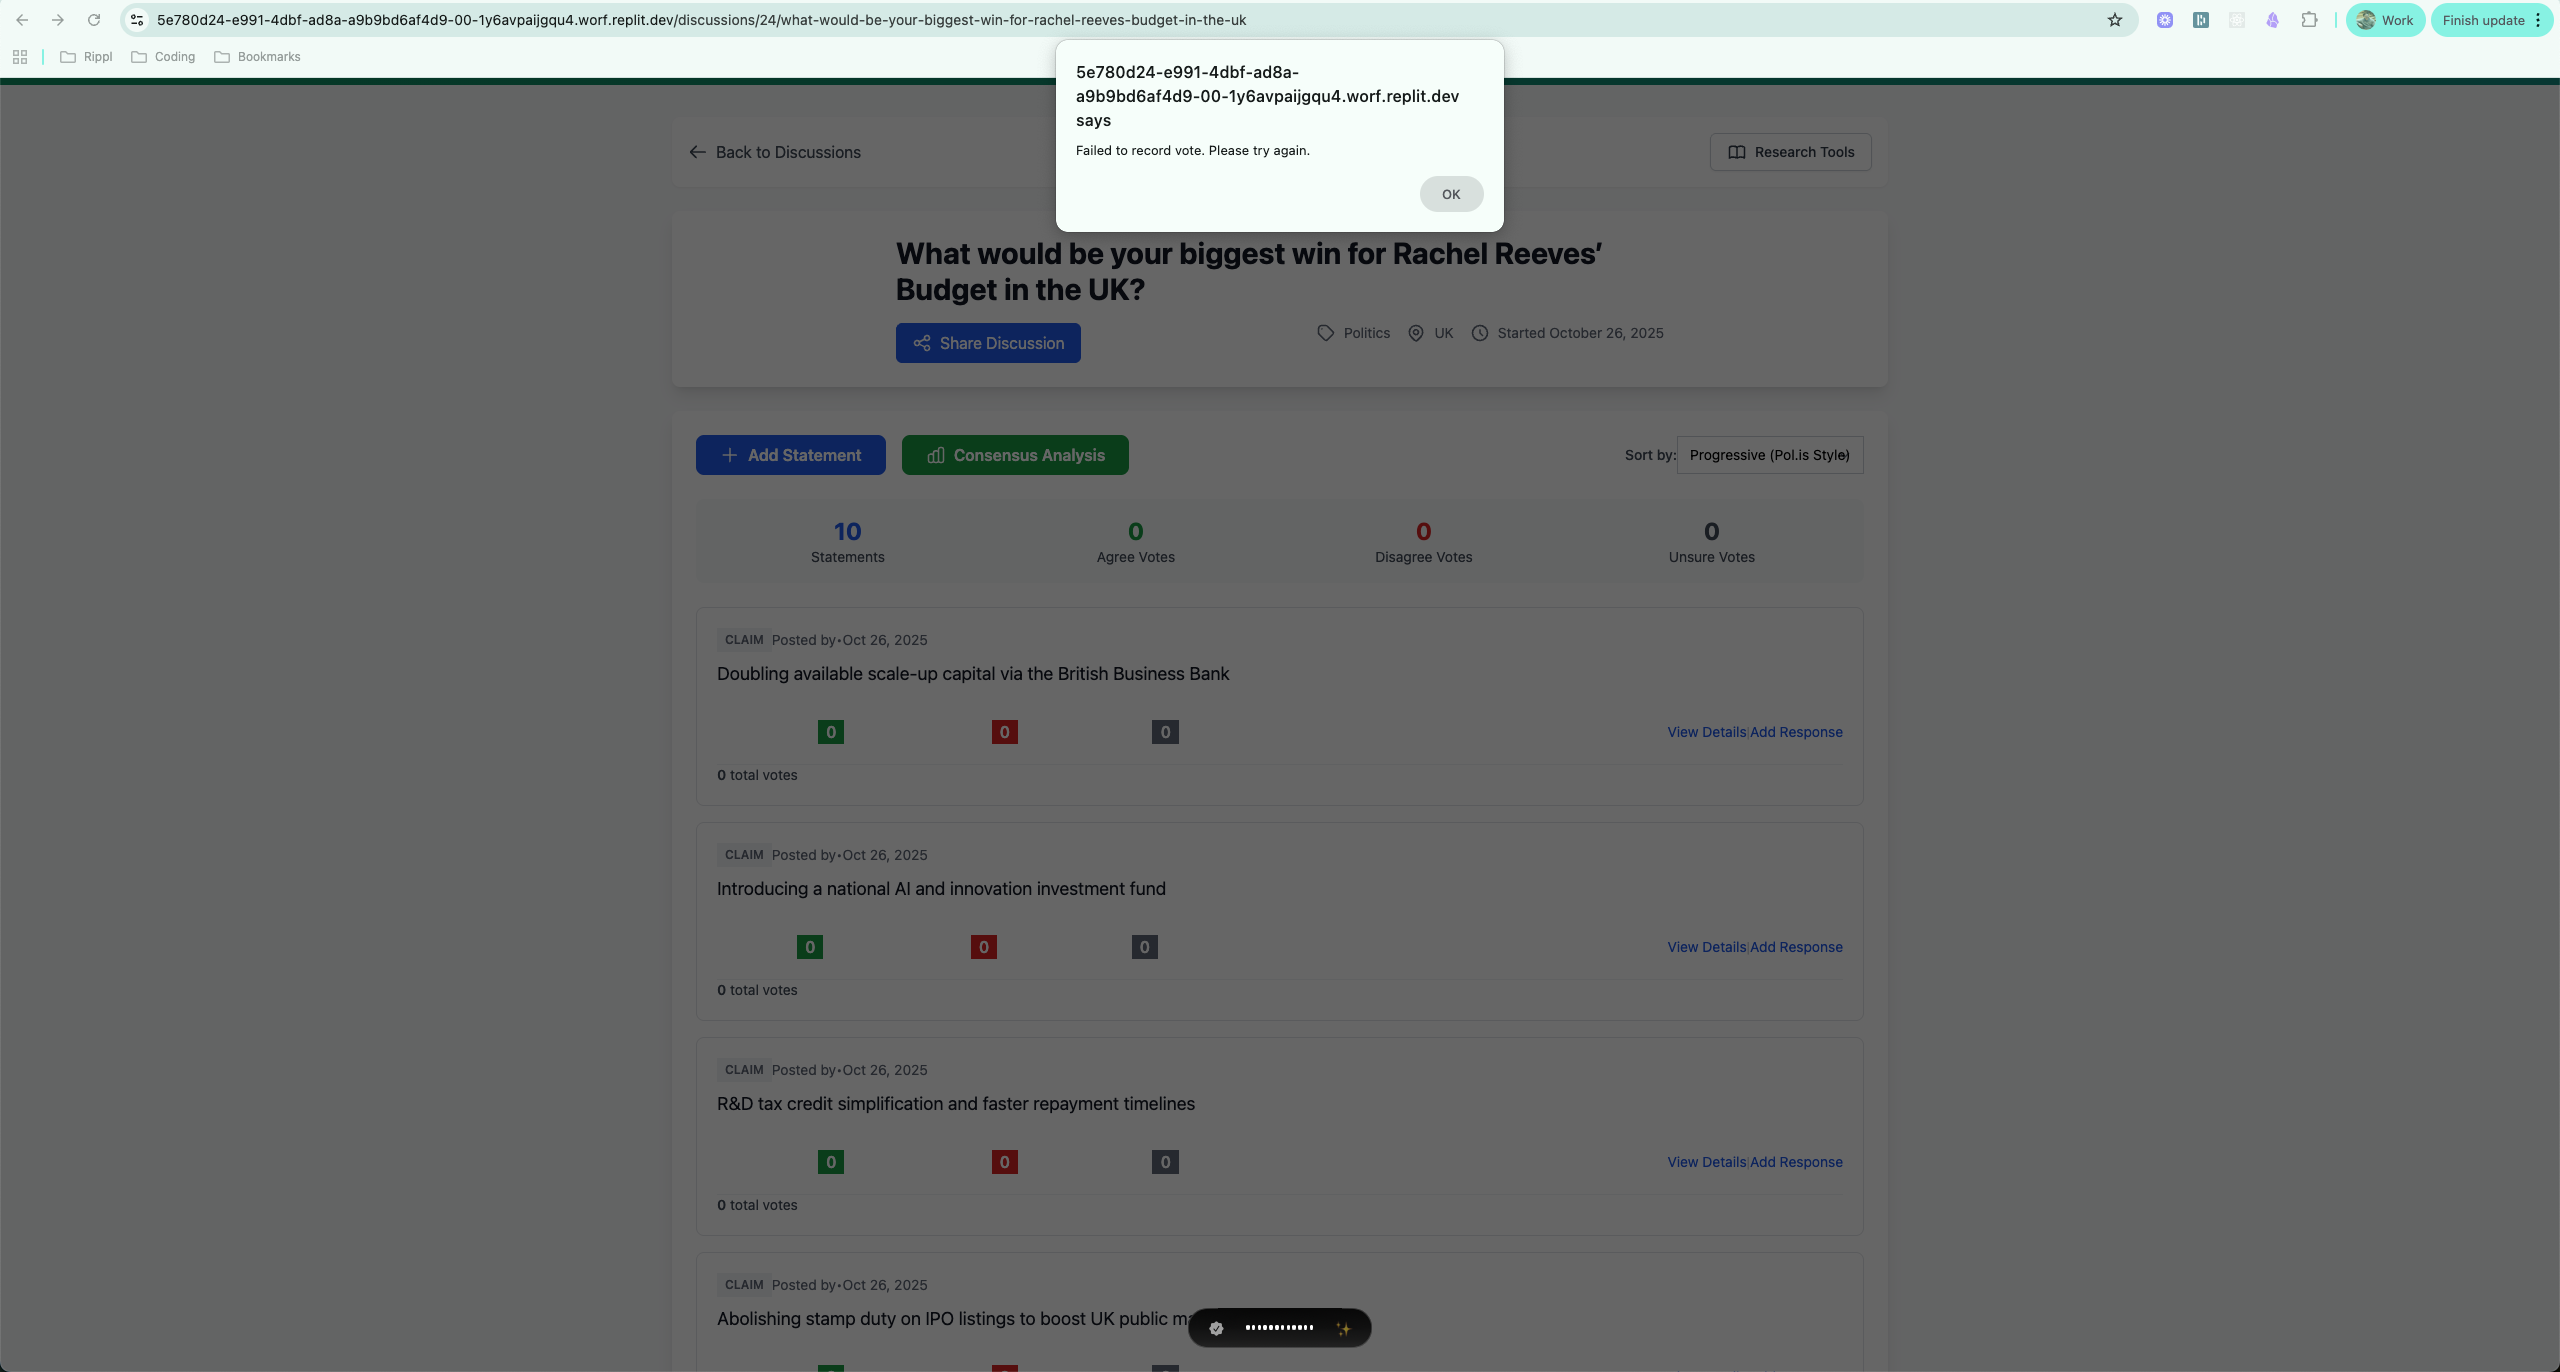 5e780d24-e991-4dbf-ad8a-a9b9bd6af4d9-00-1y6avpaijgqu4.worf.replit.dev/discussions/24/what-would-be-your-biggest-win-for-rachel-reeves-budget-in-the-uk
Work
Finish update
Rippl
Coding
Bookmarks
5e780d24-e991-4dbf-ad8a-
a9b9bd6af4d9-00-1y6avpaijgqu4.worf.replit.dev
says
Failed to record vote. Please try again.
OK
Back to Discussions
Research Tools
What would be your biggest win for Rachel Reeves’
Budget in the UK?
Share Discussion
Politics
UK
Started October 26, 2025
Add Statement
Consensus Analysis
Sort by:
Progressive (Pol.is Style)
10
0
0
0
Statements
Agree Votes
Disagree Votes
Unsure Votes
CLAIM Posted by•Oct 26, 2025
Doubling available scale-up capital via the British Business Bank
0
0
0
View Details|Add Response
0 total votes
CLAIM Posted by•Oct 26, 2025
Introducing a national AI and innovation investment fund
0
0
0
View Details|Add Response
0 total votes
CLAIM Posted by•Oct 26, 2025
R&D tax credit simplification and faster repayment timelines
0
0
0
View Details|Add Response
0 total votes
CLAIM Posted by•Oct 26, 2025
Abolishing stamp duty on IPO listings to boost UK public